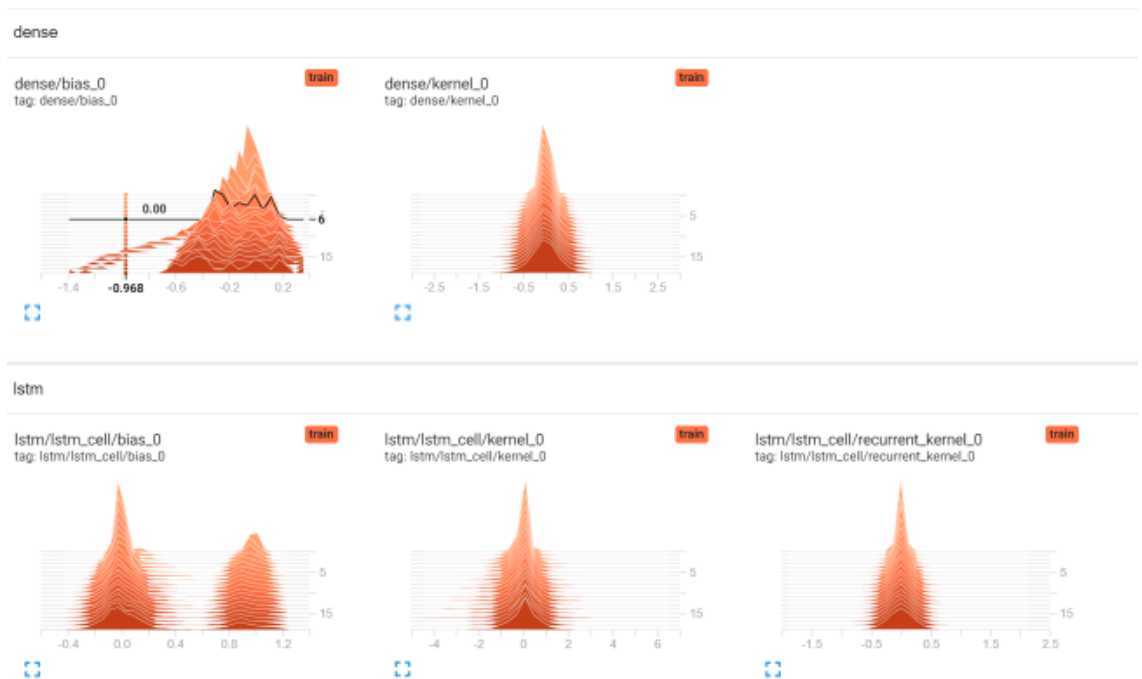 dense
dense/bias_0
train
tag: dense/bias_0
0.00
6
15
-1.4 -0.968 -0.6 -0.2 0.2
dense/kernel_0
train
tag: dense/kernel_0
5
15
-2.5 -1.5 -0.5 0.5 1.5 2.5
lstm
lstm/lstm_cell/bias_0
train
tag: lstm/lstm_cell/bias_0
5
15
-0.4 0.0 0.4 0.8 1.2
lstm/lstm_cell/kernel_0
train
tag: lstm/lstm_cell/kernel_0
5
15
-4 -2 0 2 4 6
lstm/lstm_cell/recurrent_kernel_0
train
tag: lstm/lstm_cell/recurrent_kernel_0
5
15
-1.5 -0.5 0.5 1.5 2.5